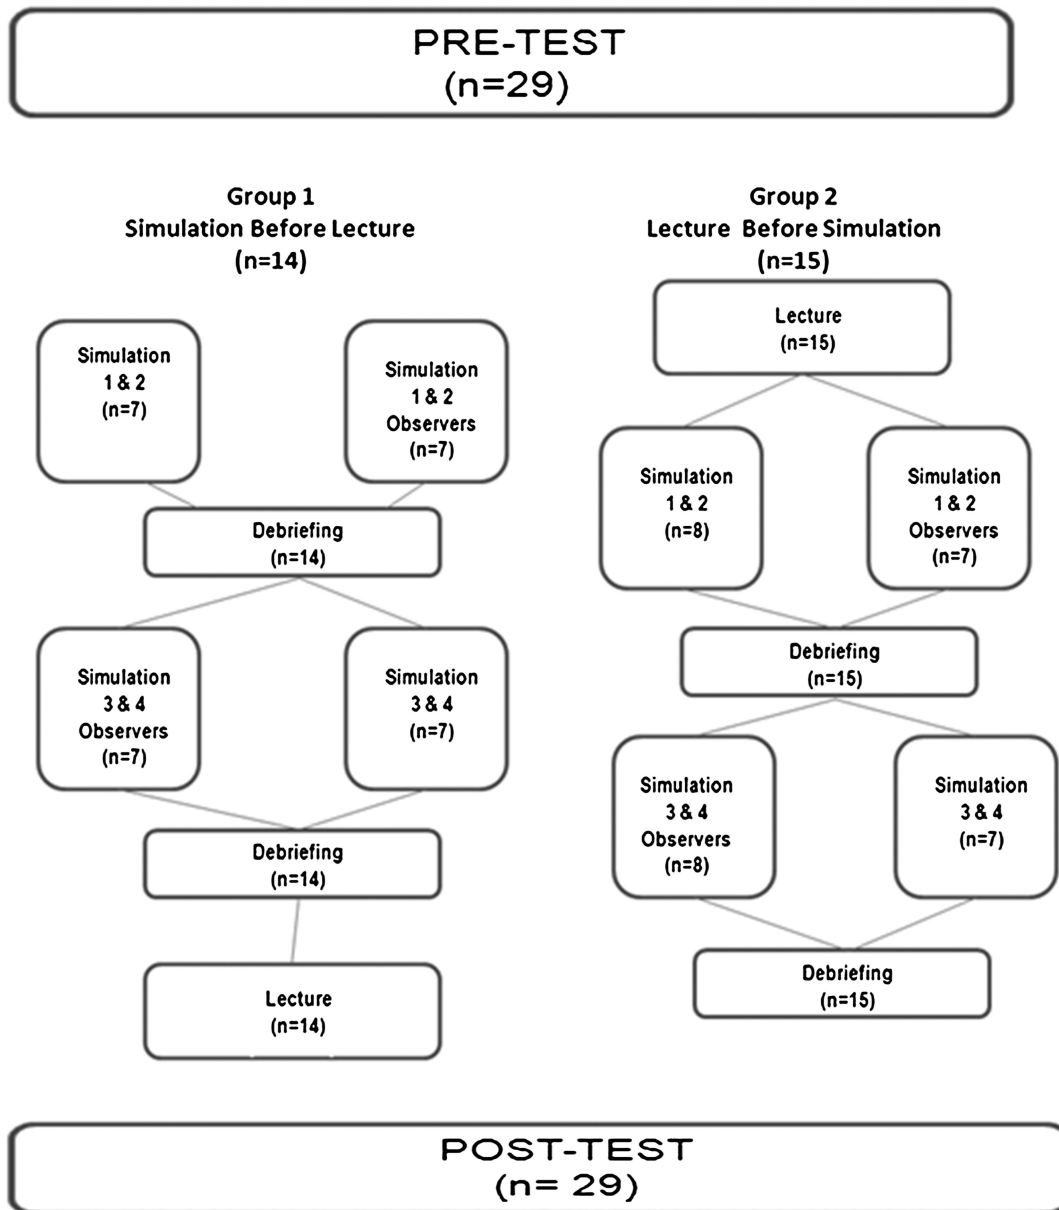 PRE-TEST
(n=29)
Group 1
Simulation Before Lecture
(n=14)
Simulation
1 & 2
(n=7)
Simulation
1 & 2
Observers
(n=7)
Debriefing
(n=14)
Simulation
3 & 4
Observers
(n=7)
Simulation
3 & 4
(n=7)
Debriefing
(n=14)
Lecture
(n=14)
Group 2
Lecture Before Simulation
(n=15)
Lecture
(n=15)
Simulation
1 & 2
(n=8)
Simulation
1 & 2
Observers
(n=7)
Debriefing
(n=15)
Simulation
3 & 4
Observers
(n=8)
Simulation
3 & 4
(n=7)
Debriefing
(n=15)
POST-TEST
(n= 29)